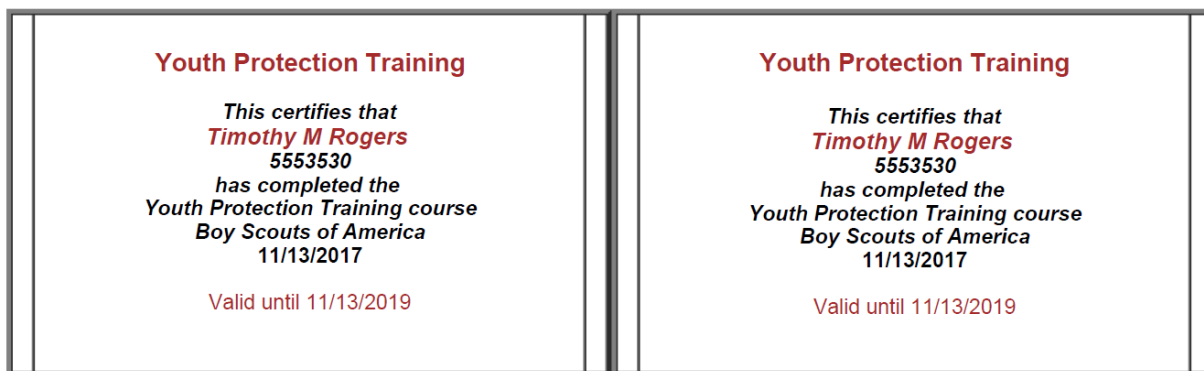 Youth Protection Training
This certifies that
Timothy M Rogers
5553530
has completed the
Youth Protection Training course
Boy Scouts of America
11/13/2017
Valid until 11/13/2019
Youth Protection Training
This certifies that
Timothy M Rogers
5553530
has completed the
Youth Protection Training course
Boy Scouts of America
11/13/2017
Valid until 11/13/2019